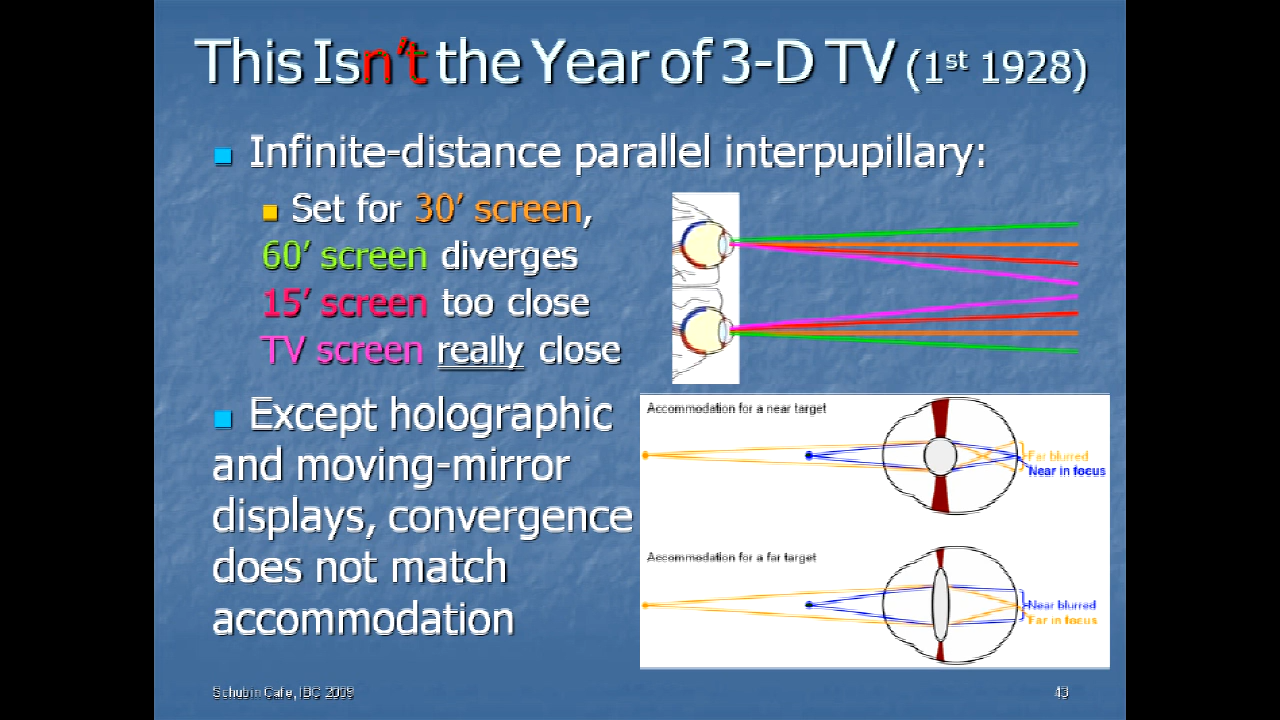 This Isn't the Year of 3-D TV (1st 1928)
Infinite-distance parallel interpupillary:
Set for 30' screen,
60' screen diverges
15' screen too close
TV screen really close
Except holographic
and moving-mirror
displays, convergence
does not match
accommodation
Accommodation for a near target
Far blurred
Near in focus
Accommodation for a far target
Near blurred
Far in focus
Schubin Cafe, IBC 2009
43